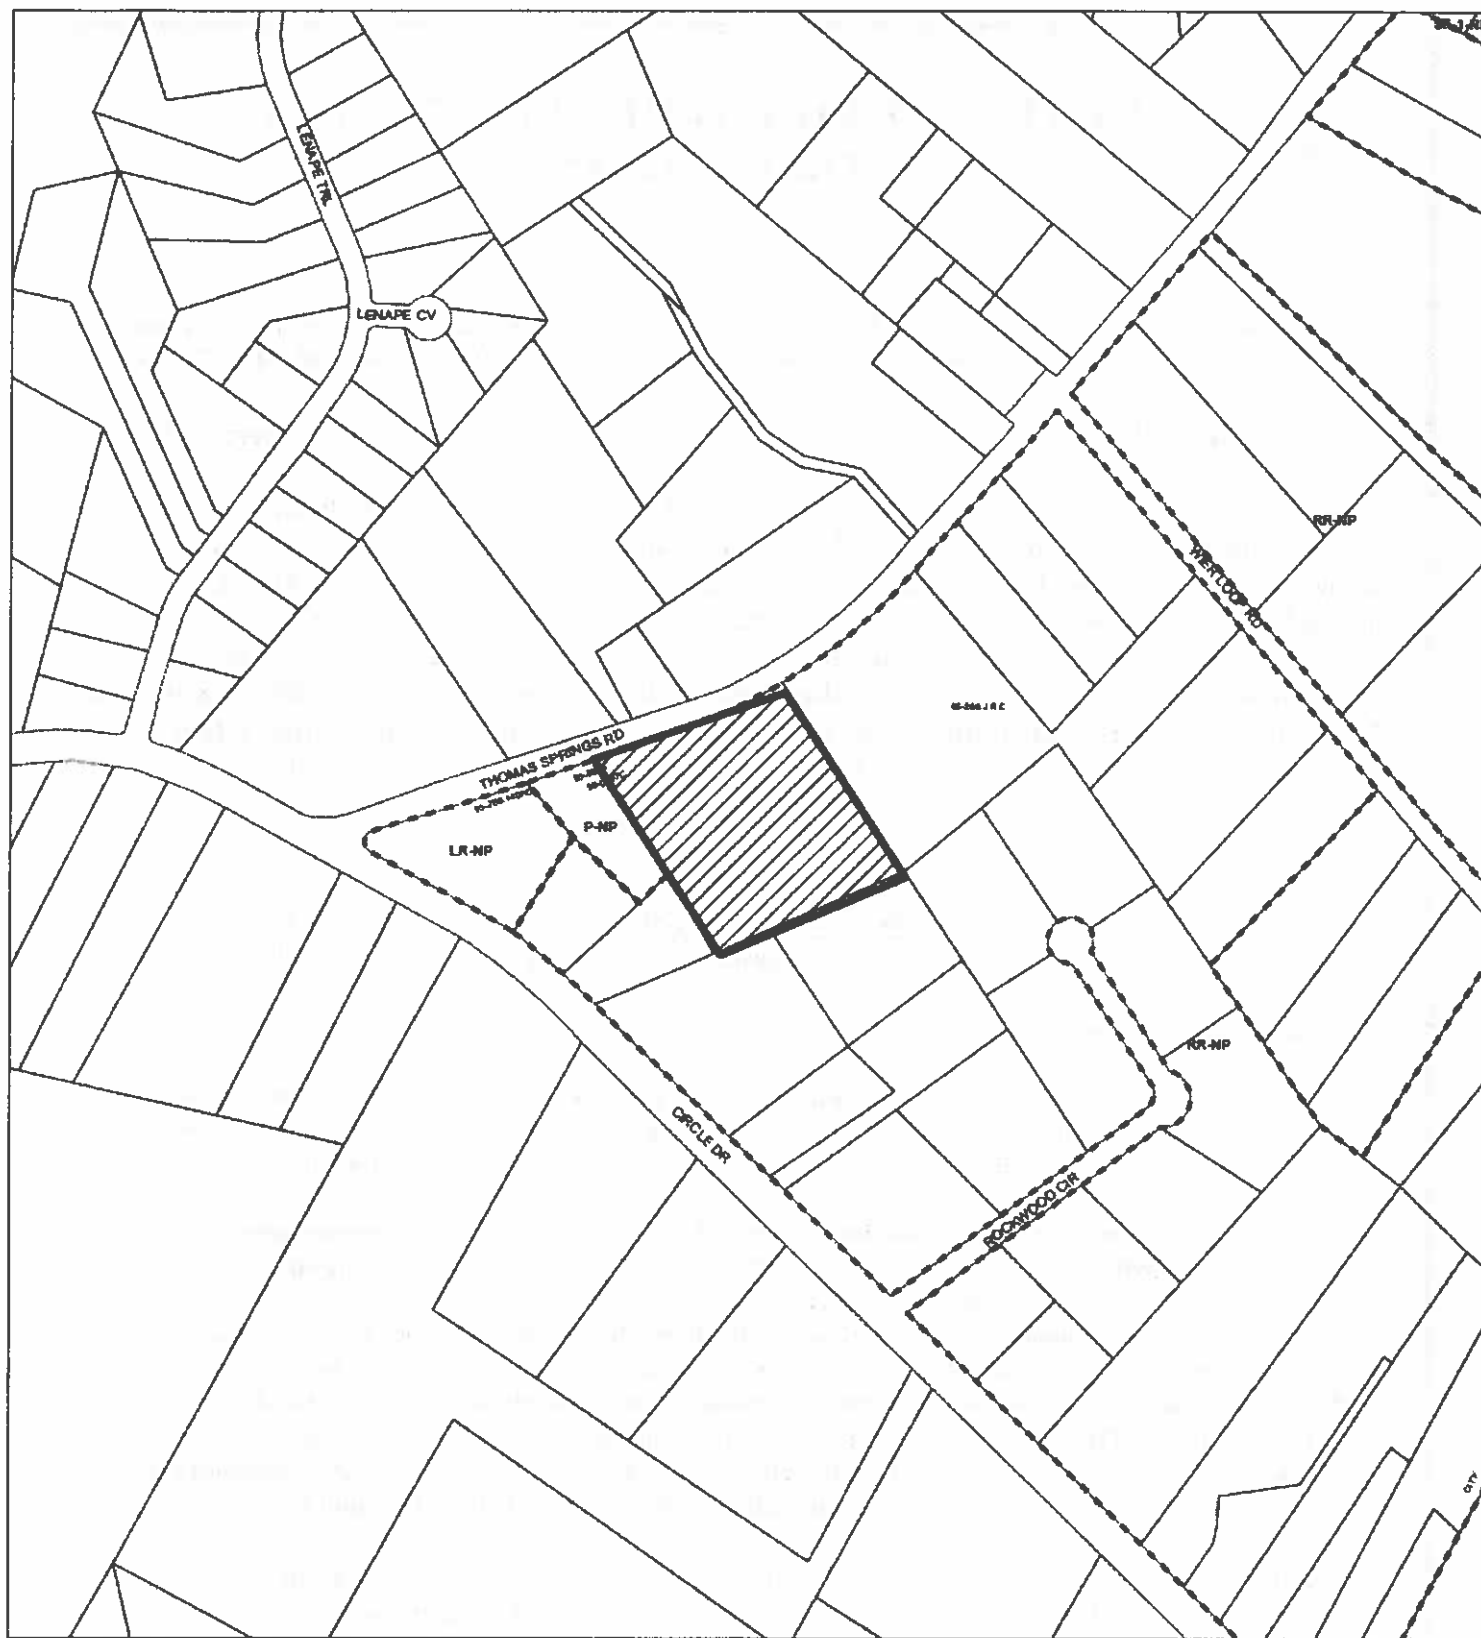 LENAPE TRL
LENAPE CV
RR-NP
WIER LOOP RD
THOMAS SPRINGS RD
P-NP
LR-NP
RR-NP
CIRCLE DR
ROCKWOOD CIR
CITY